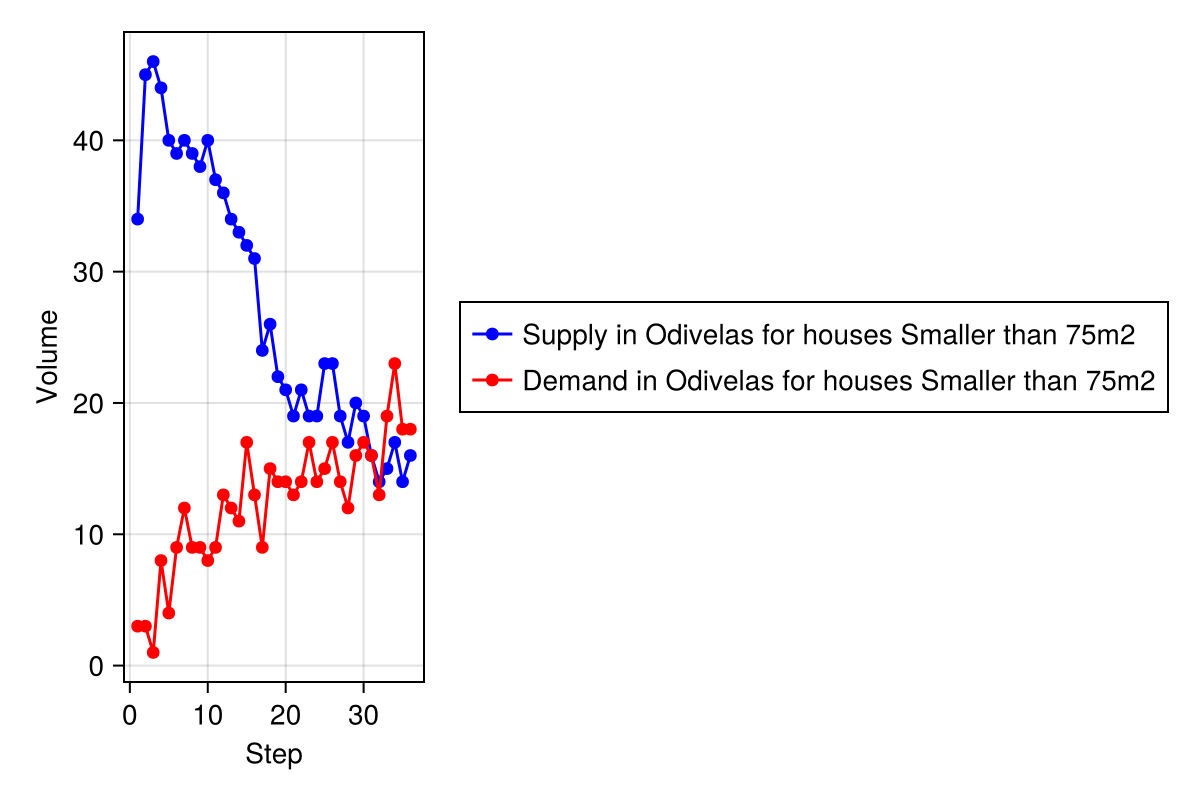 Volume
40
30
20
10
0
0 10 20 30
Step
Supply in Odivelas for houses Smaller than 75m2
Demand in Odivelas for houses Smaller than 75m2